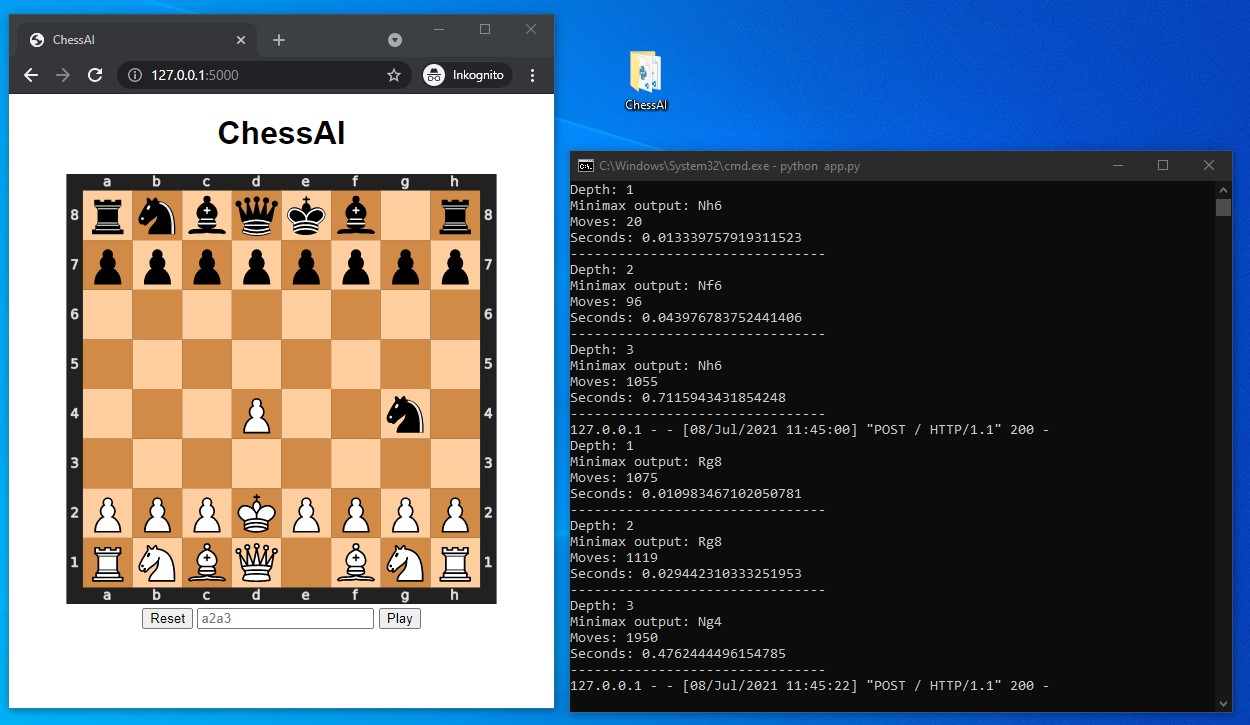 ChessAI
127.0.0.1:5000
Inkognito
ChessAI
a b c d e f g h
8 8
7 7
6 6
5 5
4 4
3 3
2 2
1 1
a b c d e f g h
Reset a2a3 Play
ChessAI
C:\Windows\System32\cmd.exe - python app.py
Depth: 1
Minimax output: Nh6
Moves: 20
Seconds: 0.013339757919311523
--------------------------------
Depth: 2
Minimax output: Nf6
Moves: 96
Seconds: 0.043976783752441406
--------------------------------
Depth: 3
Minimax output: Nh6
Moves: 1055
Seconds: 0.7115943431854248
--------------------------------
127.0.0.1 - - [08/Jul/2021 11:45:00] "POST / HTTP/1.1" 200 -
Depth: 1
Minimax output: Rg8
Moves: 1075
Seconds: 0.010983467102050781
--------------------------------
Depth: 2
Minimax output: Rg8
Moves: 1119
Seconds: 0.029442310333251953
--------------------------------
Depth: 3
Minimax output: Ng4
Moves: 1950
Seconds: 0.4762444496154785
--------------------------------
127.0.0.1 - - [08/Jul/2021 11:45:22] "POST / HTTP/1.1" 200 -